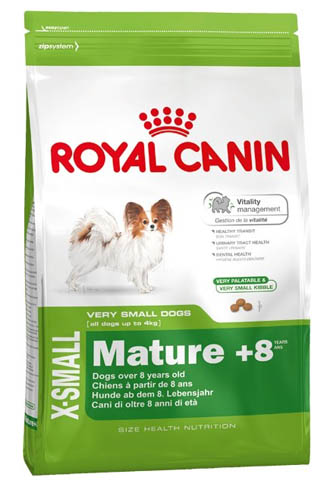 zipsystem
ROYAL CANIN
Vitality
management
Gestion de la vitalité
HEALTHY TRANSIT
URINARY TRACT HEALTH
DENTAL HEALTH
VERY PALATABLE &
VERY SMALL KIBBLE
VERY SMALL DOGS
[all dogs up to 4kg]
X-SMALL
Mature +8 YEARS
ANS
Dogs over 8 years old
Chiens à partir de 8 ans
Hunde ab dem 8. Lebensjahr
Cani di oltre 8 anni di età
SIZE HEALTH NUTRITION